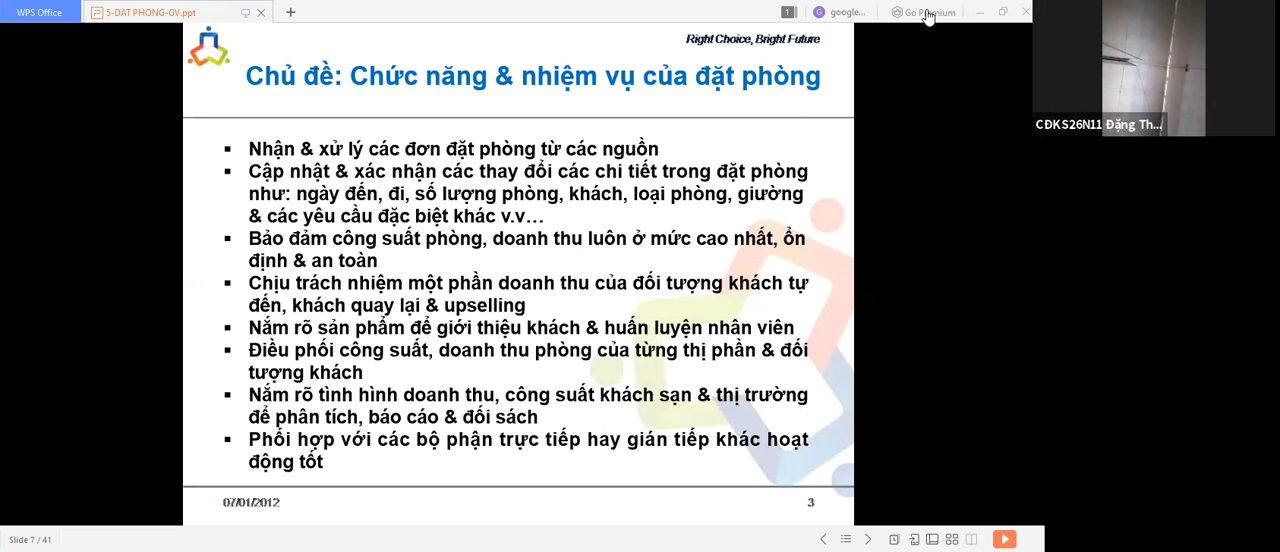 WPS Office
5-DAT PHONG-GV.ppt
1
G
google...
Go Premium
Right Choice, Bright Future
Chủ đề: Chức năng & nhiệm vụ của đặt phòng
CĐKS26N11 Đặng Th...
▪ Nhận & xử lý các đơn đặt phòng từ các nguồn
▪ Cập nhật & xác nhận các thay đổi các chi tiết trong đặt phòng
như: ngày đến, đi, số lượng phòng, khách, loại phòng, giường
& các yêu cầu đặc biệt khác v.v...
▪ Bảo đảm công suất phòng, doanh thu luôn ở mức cao nhất, ổn
định & an toàn
▪ Chịu trách nhiệm một phần doanh thu của đối tượng khách tự
đến, khách quay lại & upselling
▪ Nắm rõ sản phẩm để giới thiệu khách & huấn luyện nhân viên
▪ Điều phối công suất, doanh thu phòng của từng thị phần & đối
tượng khách
▪ Nắm rõ tình hình doanh thu, công suất khách sạn & thị trường
để phân tích, báo cáo & đối sách
▪ Phối hợp với các bộ phận trực tiếp hay gián tiếp khác hoạt
động tốt
07/01/2012
3
Slide 7 / 41